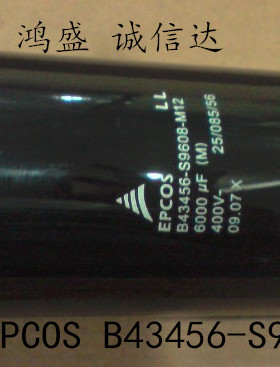 鸿盛 诚信达
LL
EPCOS
B43456-S9608-M12
6000 µF (M)
400V-
25/085/56
09.07 X
EPCOS B43456-S9